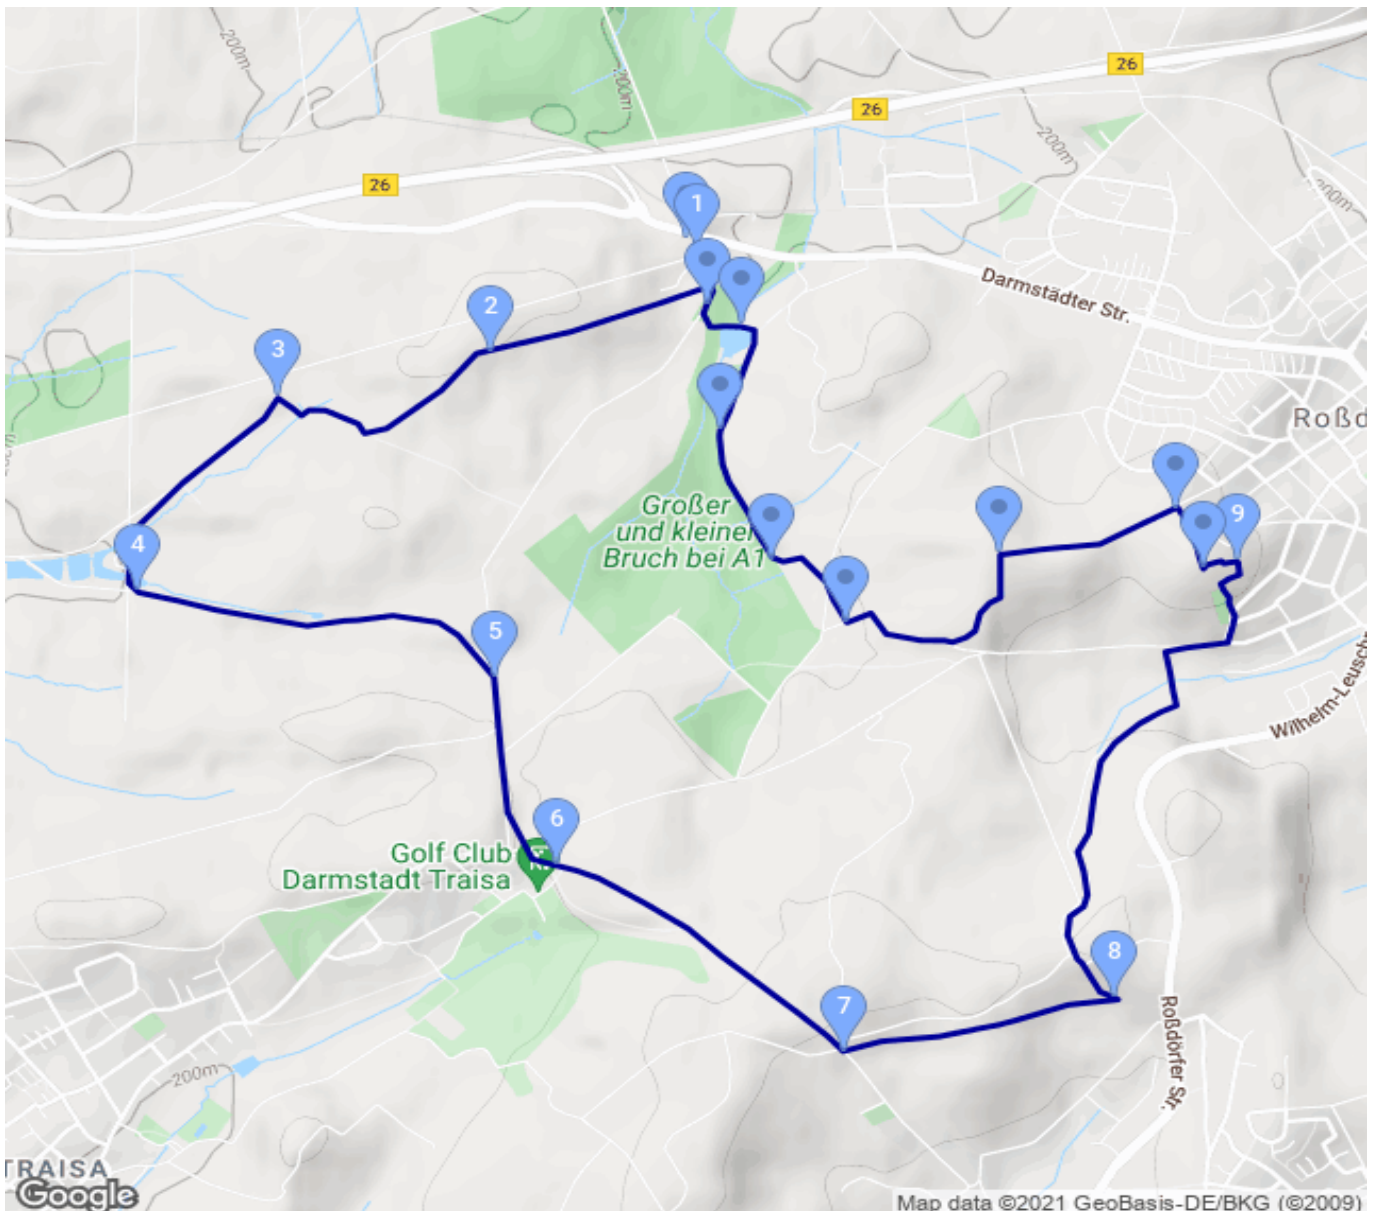 200m
200m
26
26
200m
26
200m
1
Darmstädter Str.
2
3
Roßd
9
Großer
und kleiner
Bruch bei A1
4
5
Wilhelm-Leuschn
6
Golf Club
Darmstadt Traisa
8
7
Roßdörfer Str.
200m
TRAISA
Google
Map data ©2021 GeoBasis-DE/BKG (©2009)